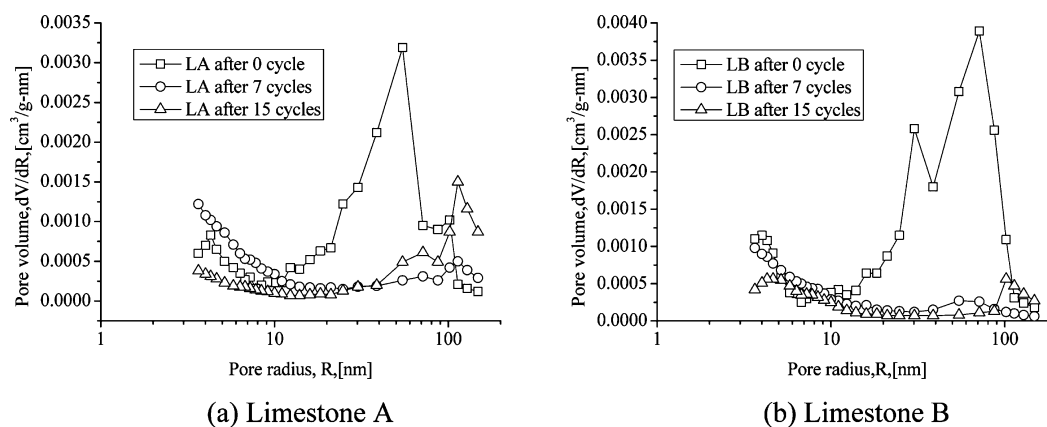 0.0035
0.0030
0.0025
0.0020
0.0015
0.0010
0.0005
0.0000
Pore volume,dV/dR,[cm³/g-nm]
LA after 0 cycle
LA after 7 cycles
LA after 15 cycles
1 10 100
Pore radius, R,[nm]
(a) Limestone A
0.0040
0.0035
0.0030
0.0025
0.0020
0.0015
0.0010
0.0005
0.0000
Pore volume,dV/dR,[cm³/g-nm]
LB after 0 cycle
LB after 7 cycles
LB after 15 cycles
1 10 100
Pore radius,R,[nm]
(b) Limestone B